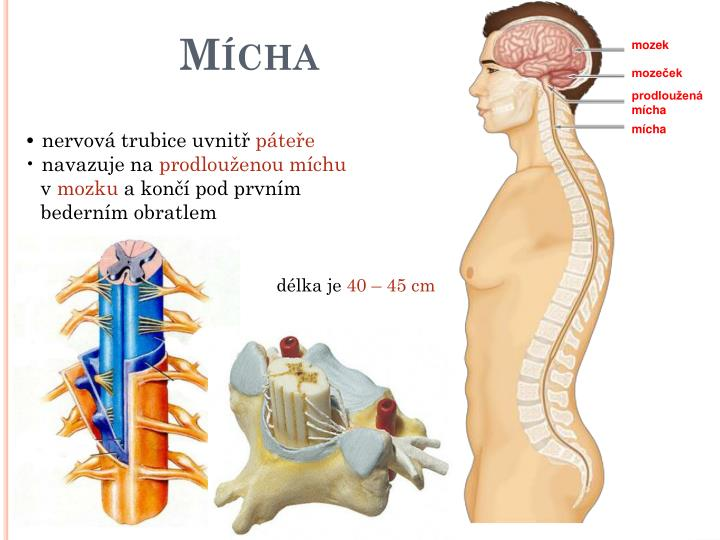 Mícha
• nervová trubice uvnitř páteře
• navazuje na prodlouženou míchu
v mozku a končí pod prvním
bederním obratlem
délka je 40 – 45 cm
mozek
mozeček
prodloužená
mícha
mícha